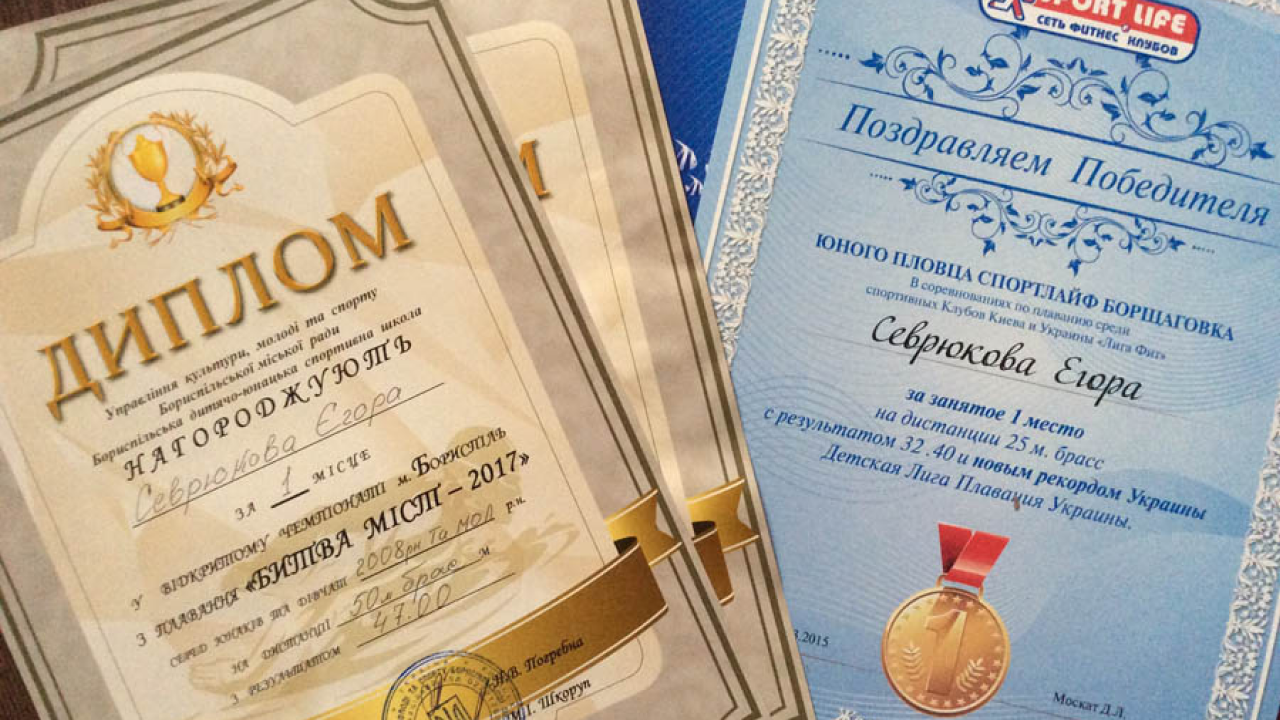 ДИПЛОМ
Управління культури, молоді та спорту
Бориспільської міської ради
Бориспільська дитячо-юнацька спортивна школа
НАГОРОДЖУЮТЬ
Севрюкова Єгора
ЗА 1 МІСЦЕ
У ВІДКРИТОМУ ЧЕМПІОНАТІ М. БОРИСПІЛЬ
З ПЛАВАННЯ «БИТВА МІСТ – 2017»
СЕРЕД ЮНАКІВ ТА ДІВЧАТ 2008рн та мол р.н.
НА ДИСТАНЦІЇ 50м брас М
З РЕЗУЛЬТАТОМ 47.00
Н.В. Погребна
Шкоруп
М
SPORT LIFE
СЕТЬ ФИТНЕС КЛУБОВ
Поздравляем Победителя
ЮНОГО ПЛОВЦА СПОРТЛАЙФ БОРЩАГОВКА
В соревнованиях по плаванию среди
спортивных Клубов Киева и Украины «Лига Фит»
Севрюкова Егора
за занятое 1 место
на дистанции 25 м. брасс
с результатом 32.40 и новым рекордом Украины
Детская Лига Плавания Украины.
1
3.2015
Москат Д.Л.